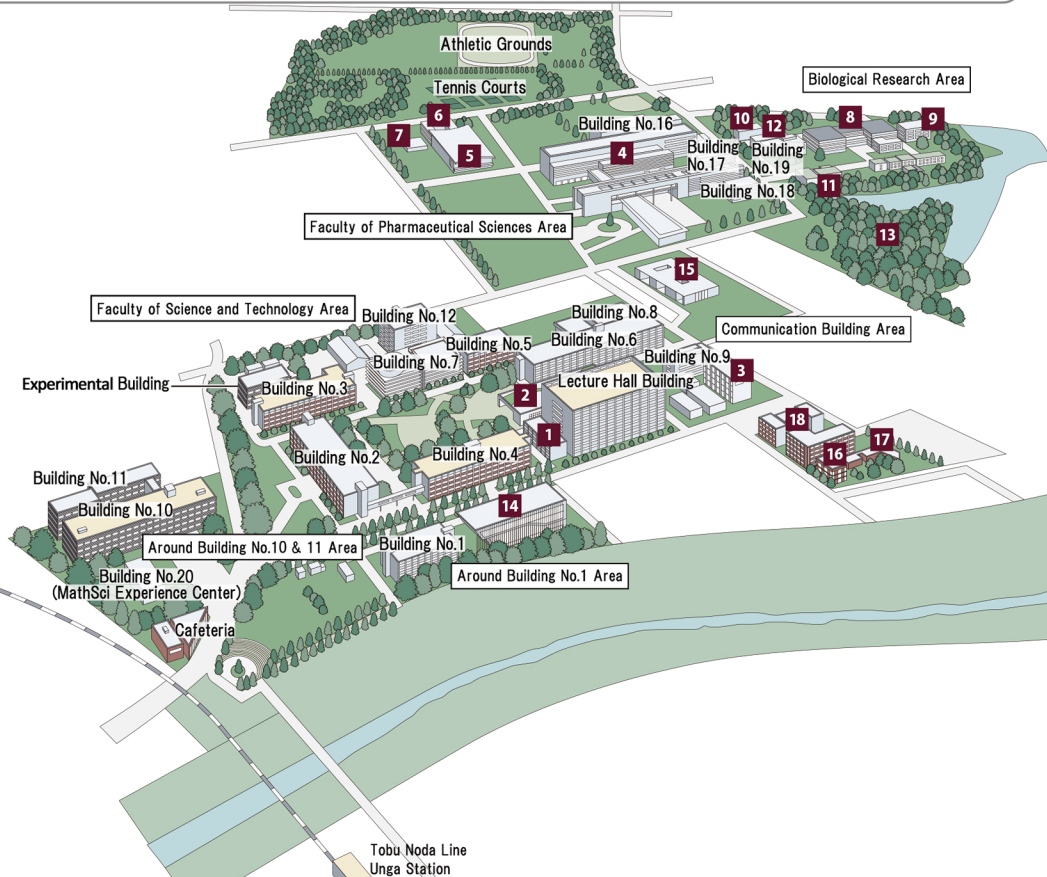 Athletic Grounds
Tennis Courts
Biological Research Area
6
7
5
Building No.16
4
10
12
8
9
Building
No.17
Building
No.19
Building No.18
11
13
Faculty of Pharmaceutical Sciences Area
15
Faculty of Science and Technology Area
Building No.12
Building No.8
Building No.6
Building No.5
Communication Building Area
Building No.7
Building No.9
3
Experimental Building
Building No.3
Lecture Hall Building
2
1
18
17
16
Building No.2
Building No.4
Building No.11
Building No.10
14
Around Building No.10 & 11 Area
Building No.1
Around Building No.1 Area
Building No.20
(MathSci Experience Center)
Cafeteria
Tobu Noda Line
Unga Station